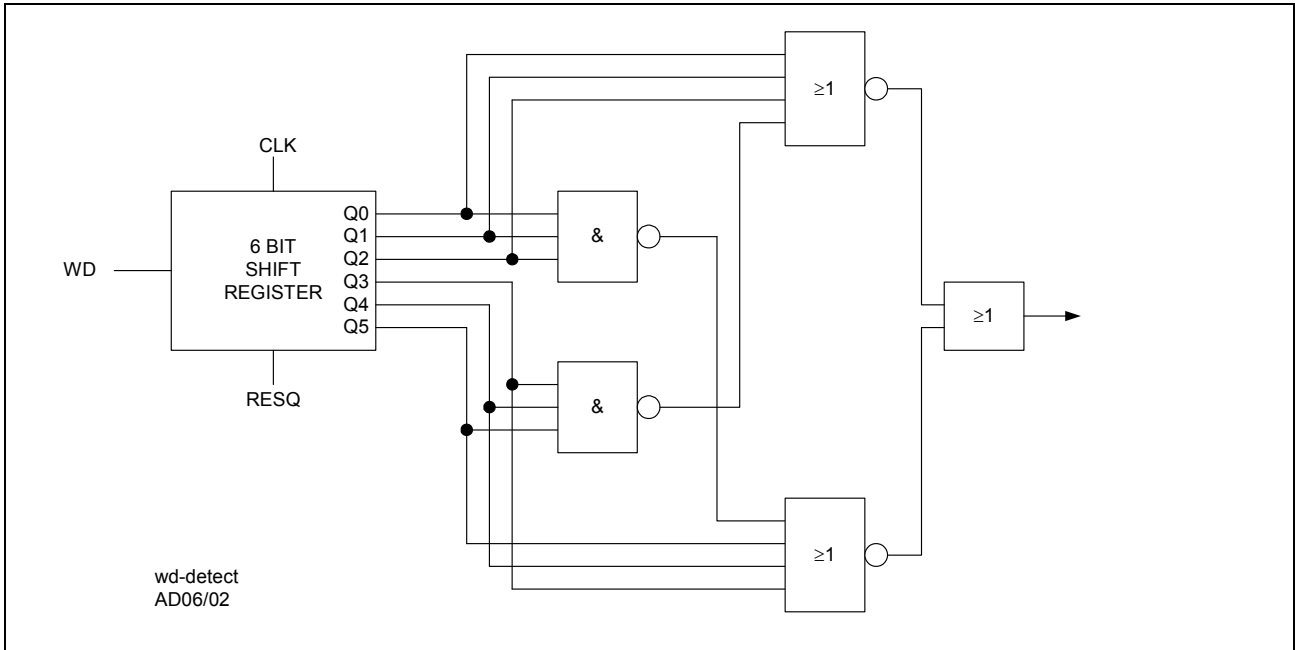 ≥1
CLK
Q0
Q1
Q2
Q3
Q4
Q5
6 BIT
SHIFT
REGISTER
WD
RESQ
&
&
≥1
≥1
wd-detect
AD06/02